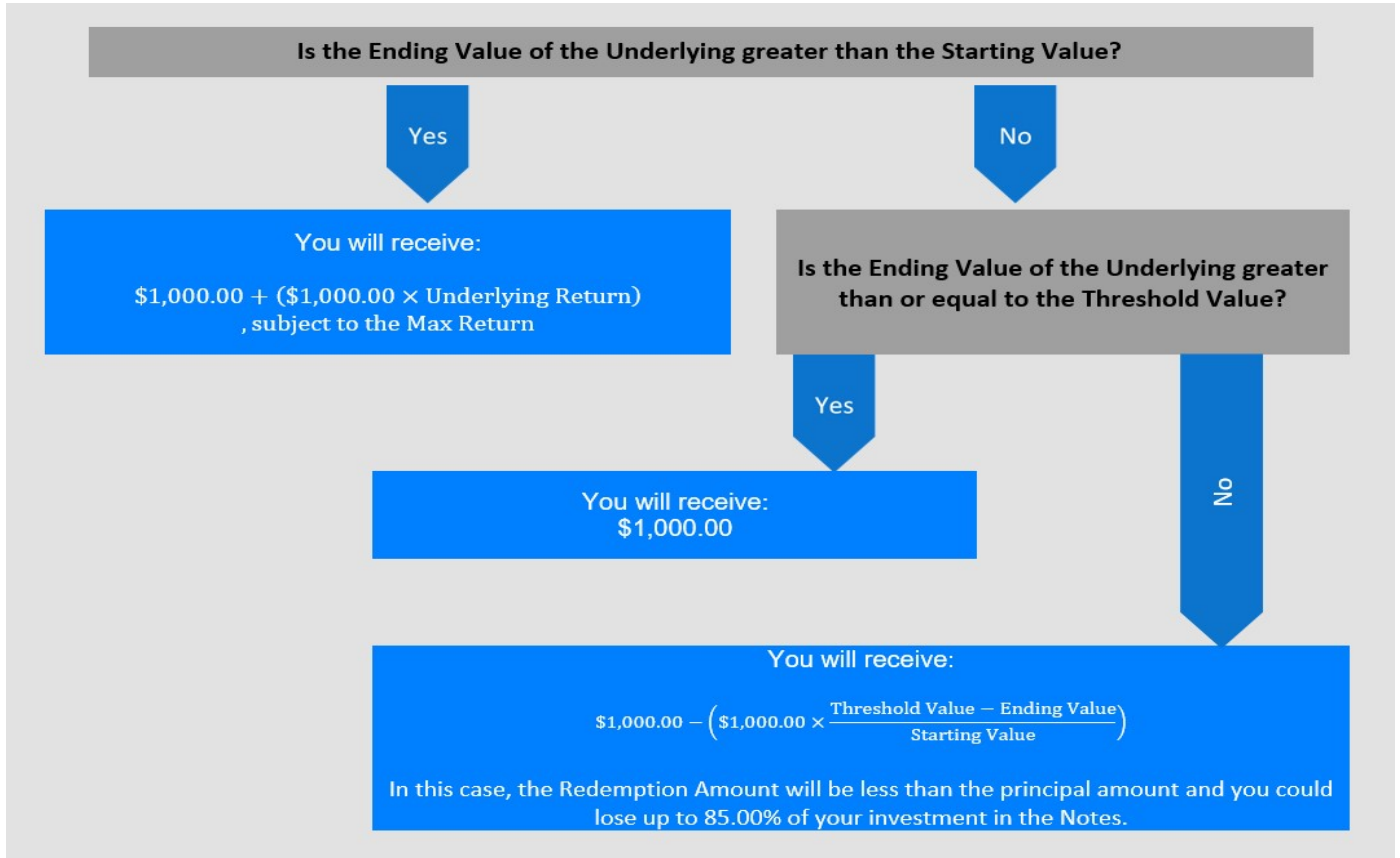 Is the Ending Value of the Underlying greater than the Starting Value?
Yes
No
You will receive:
$1,000.00 + ($1,000.00 × Underlying Return)
, subject to the Max Return
Is the Ending Value of the Underlying greater
than or equal to the Threshold Value?
Yes
No
You will receive:
$1,000.00
You will receive:
$1,000.00 − ($1,000.00 × (Threshold Value − Ending Value) / Starting Value)
In this case, the Redemption Amount will be less than the principal amount and you could
lose up to 85.00% of your investment in the Notes.